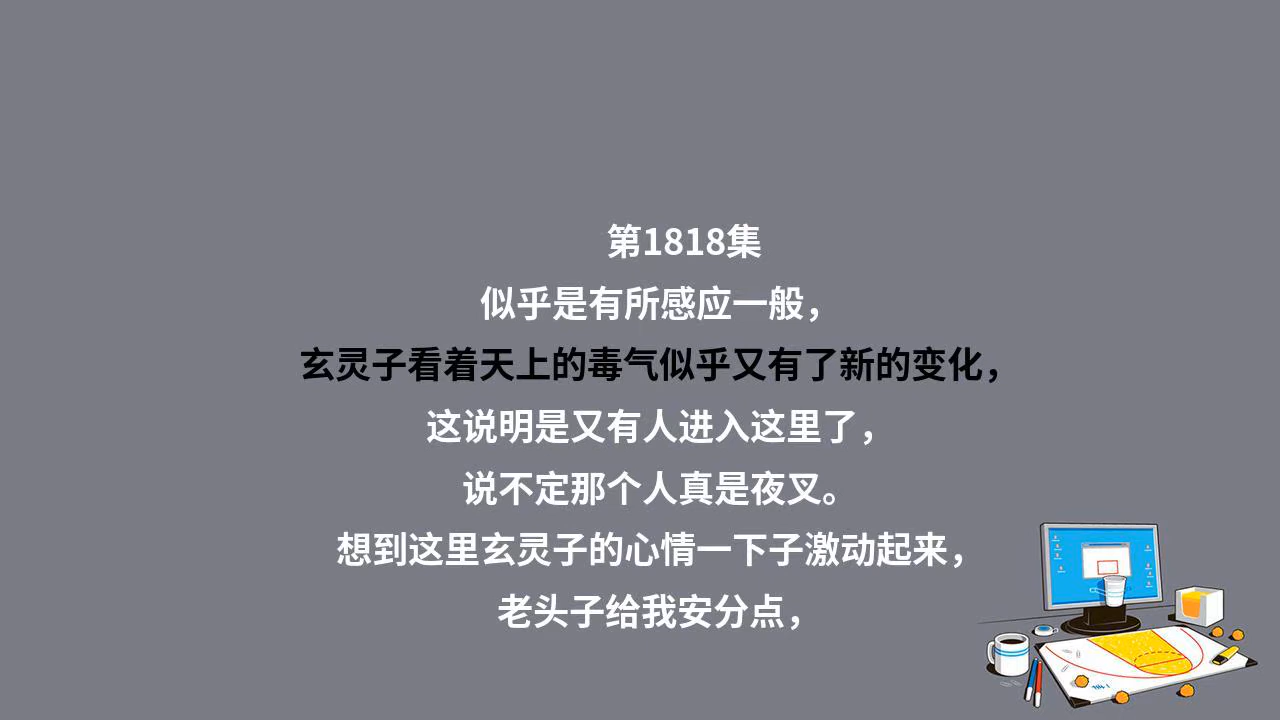 第1818集
似乎是有所感应一般，
玄灵子看着天上的毒气似乎又有了新的变化，
这说明是又有人进入这里了，
说不定那个人真是夜叉。
想到这里玄灵子的心情一下子激动起来，
老头子给我安分点，